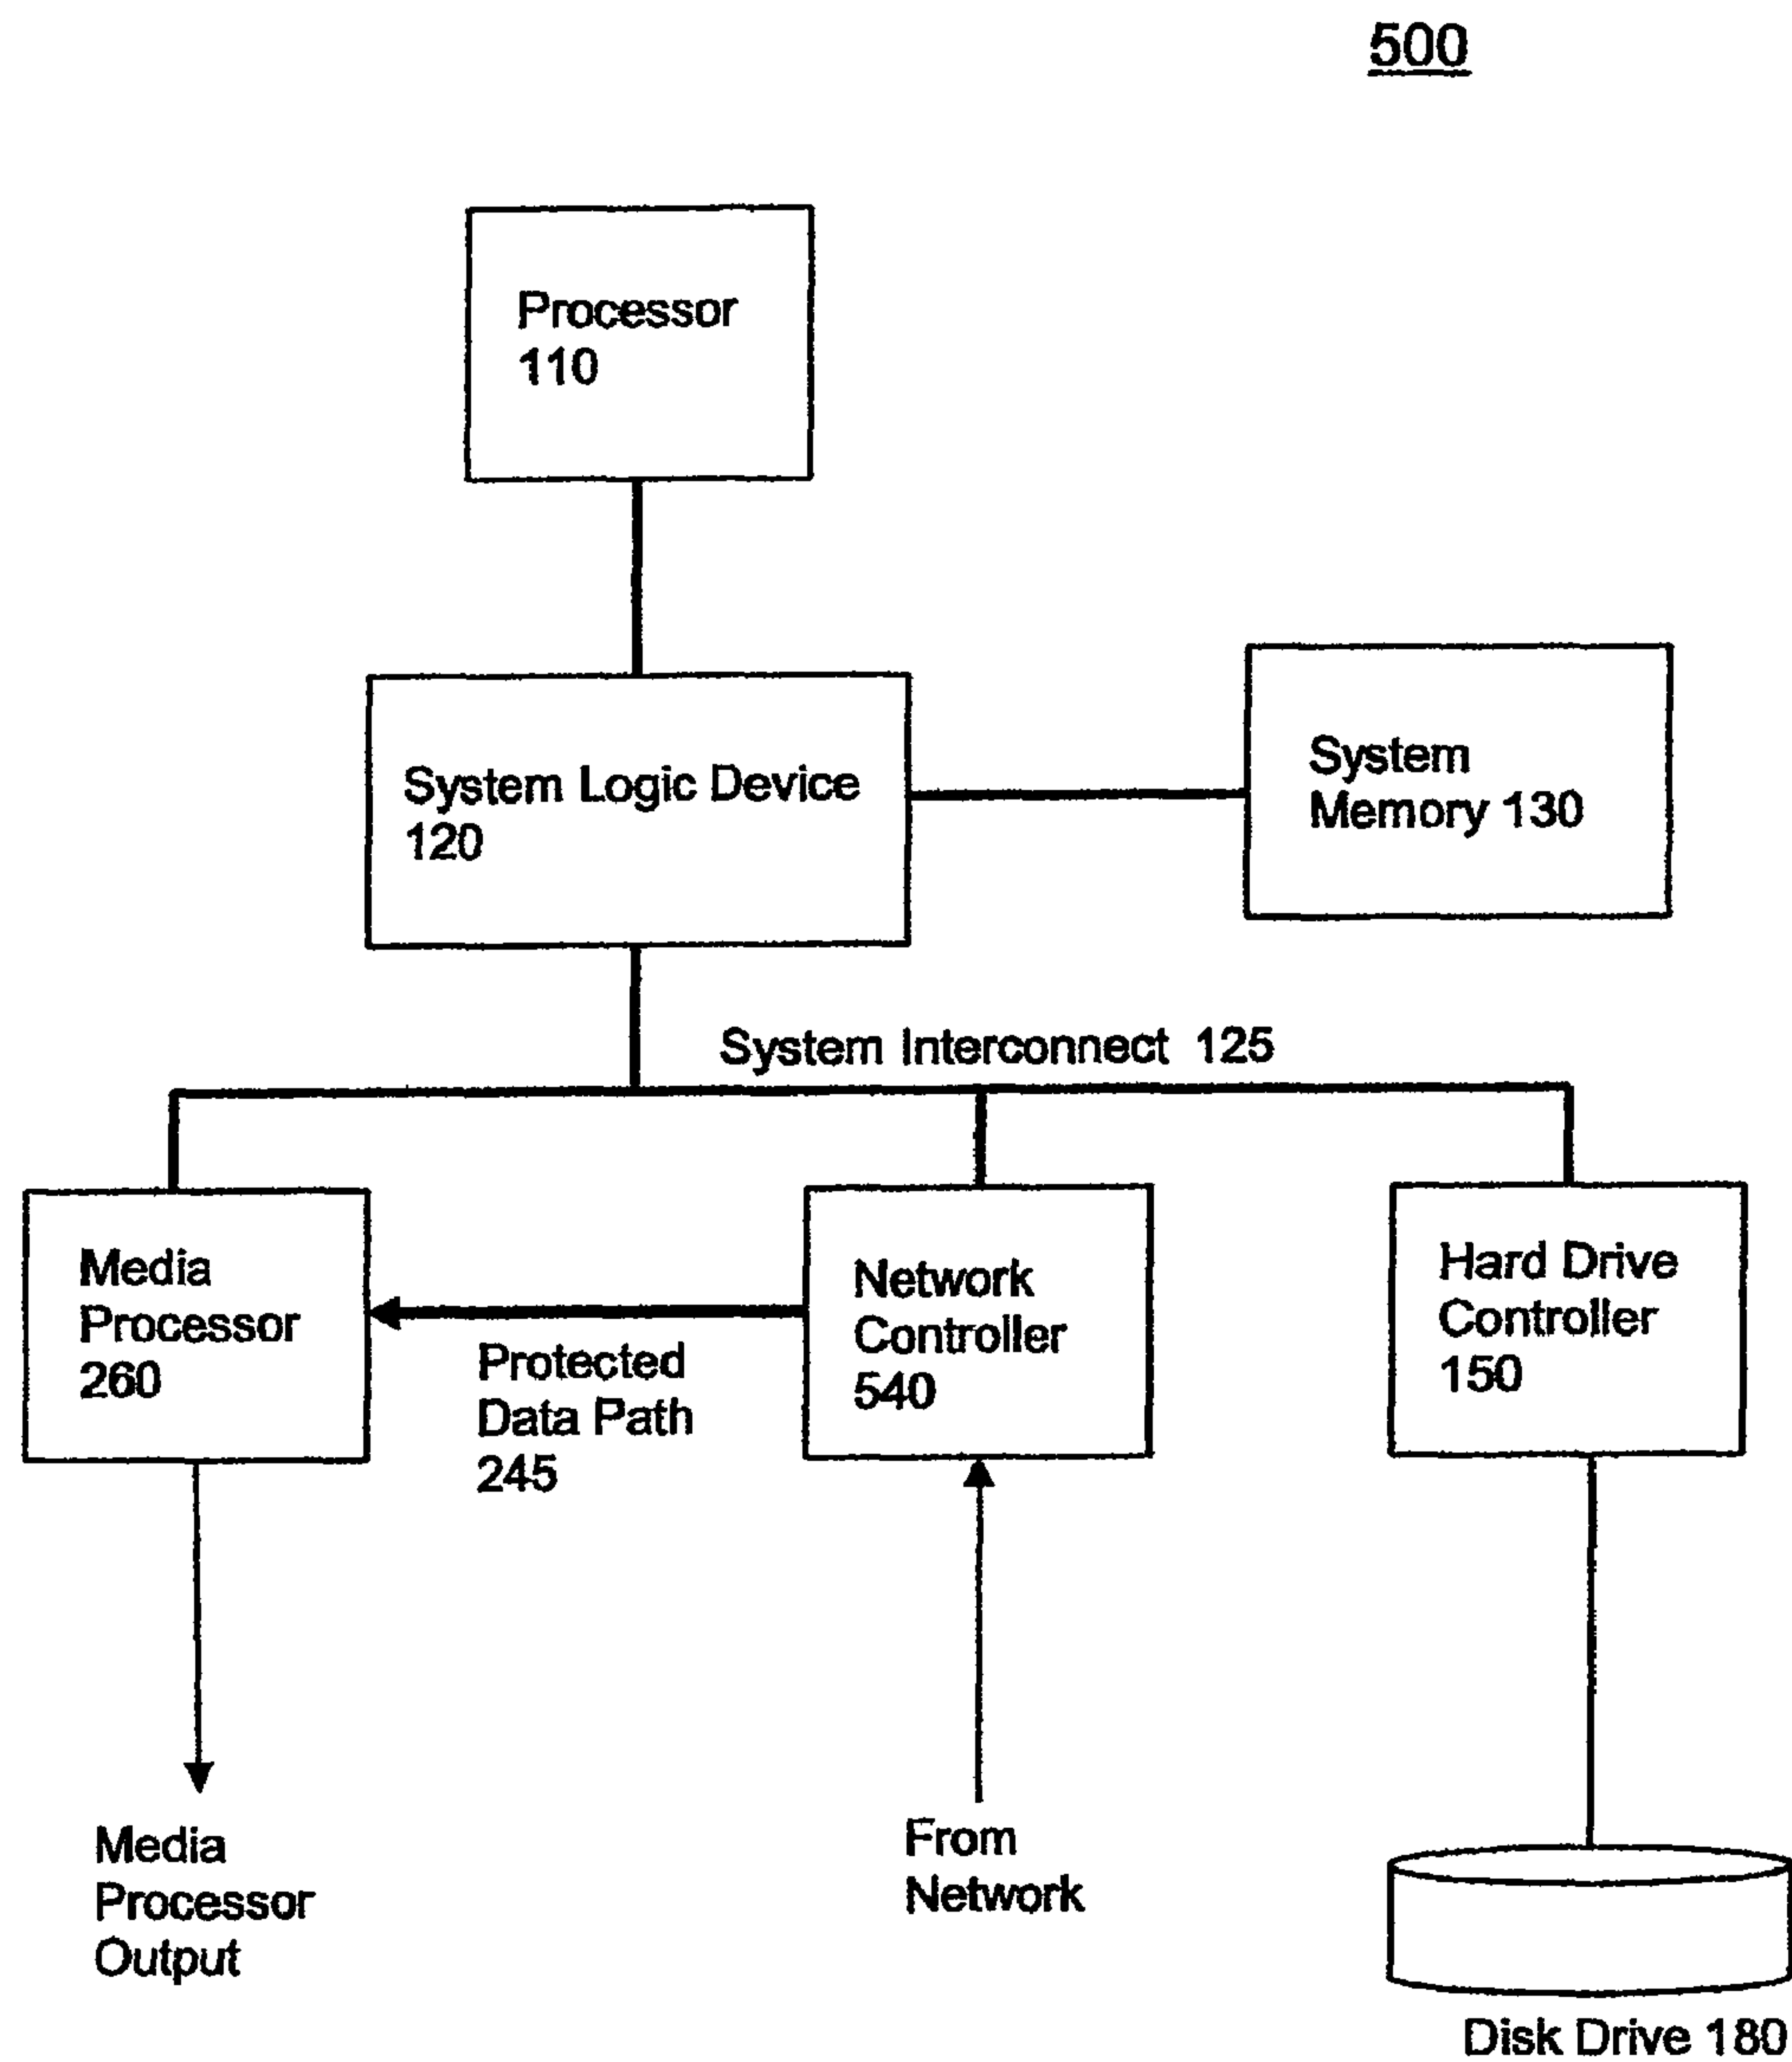 500
Processor
110
System Logic Device
120
System
Memory 130
System Interconnect 125
Media
Processor
260
Protected
Data Path
245
Network
Controller
540
Hard Drive
Controller
150
Media
Processor
Output
From
Network
Disk Drive 180